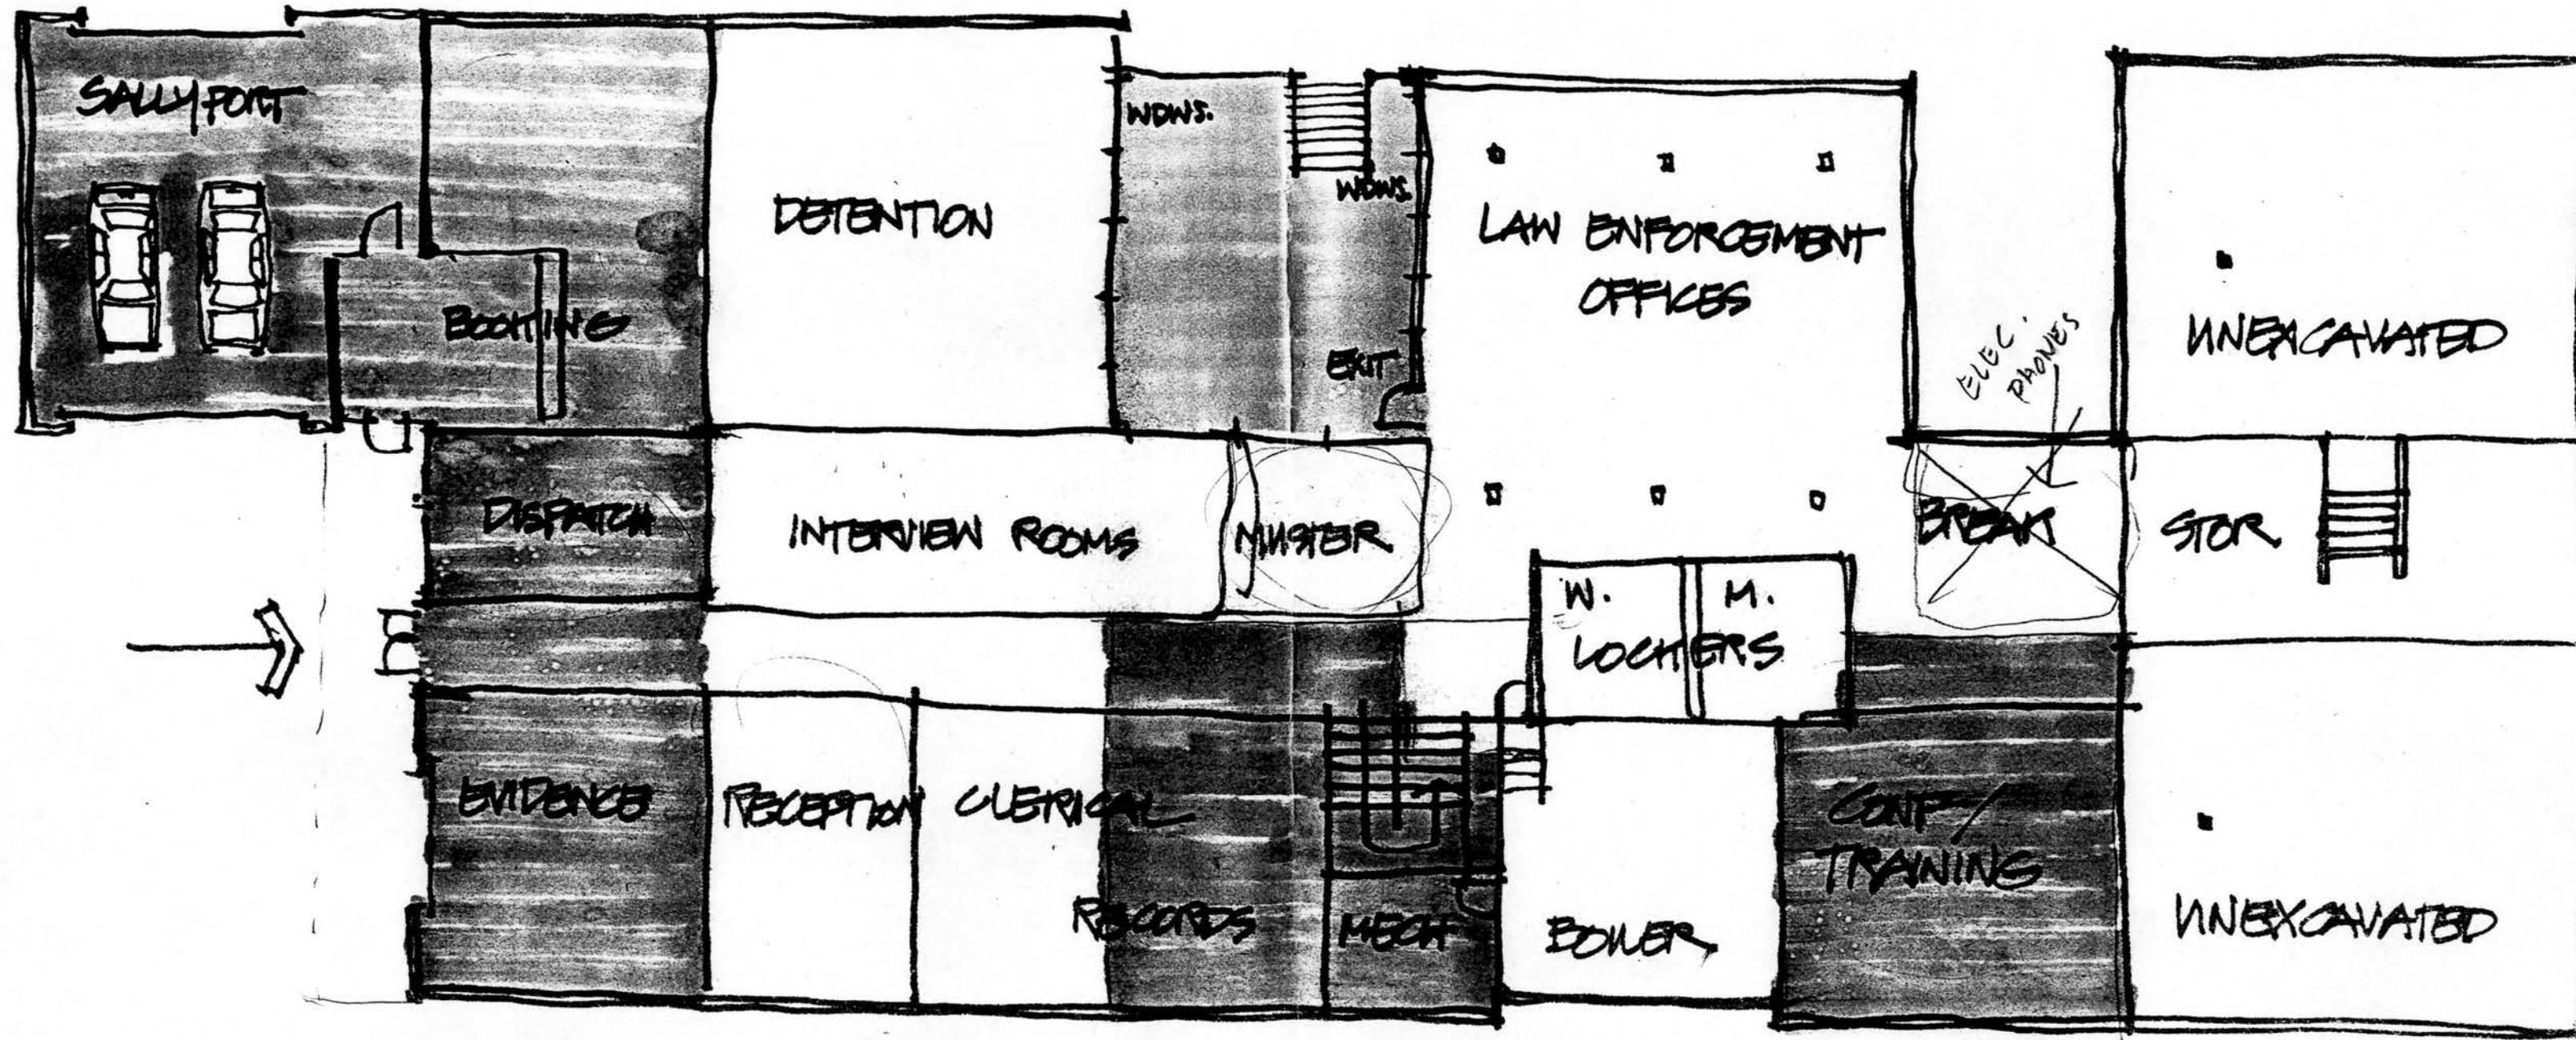 SALLYPORT
WDWS.
WDWS.
DETENTION
LAW ENFORCEMENT
OFFICES
ELEC.
PHONES
BOOKING
EXIT
UNEXCAVATED
DISPATCH
INTERVIEW ROOMS
MUSTER
BREAK
STOR
W.
M.
LOCKERS
EVIDENCE
RECEPTION
CLERICAL
CONF/
TRAINING
RECORDS
MECH
BOILER
UNEXCAVATED